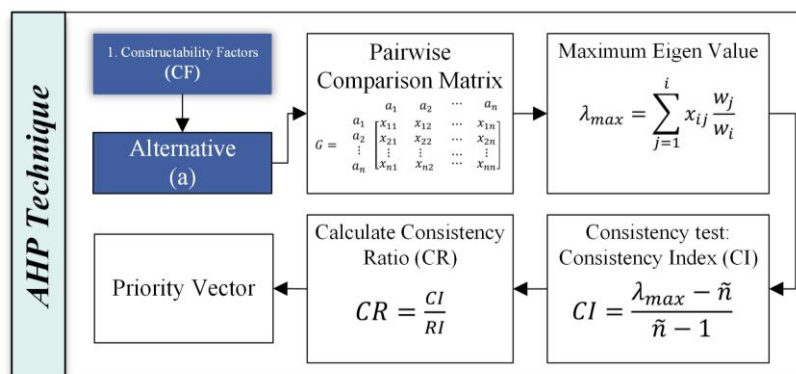 AHP Technique
1. Constructability Factors
(CF)
Alternative
(a)
Pairwise
Comparison Matrix
a₁ a₂ ⋯ aₙ
G = a₁ a₂ ⋮ aₙ
[x₁₁ x₁₂ ⋯ x₁ₙ
x₂₁ x₂₂ ⋯ x₂ₙ
⋮ ⋮ ⋯ ⋮
xₙ₁ xₙ₂ ⋯ xₙₙ]
Maximum Eigen Value
λₘₐₓ = ∑ⱼ₌₁ⁱ xᵢⱼ wⱼ/wᵢ
Consistency test:
Consistency Index (CI)
CI = (λₘₐₓ − ñ)/(ñ − 1)
Calculate Consistency
Ratio (CR)
CR = CI/RI
Priority Vector